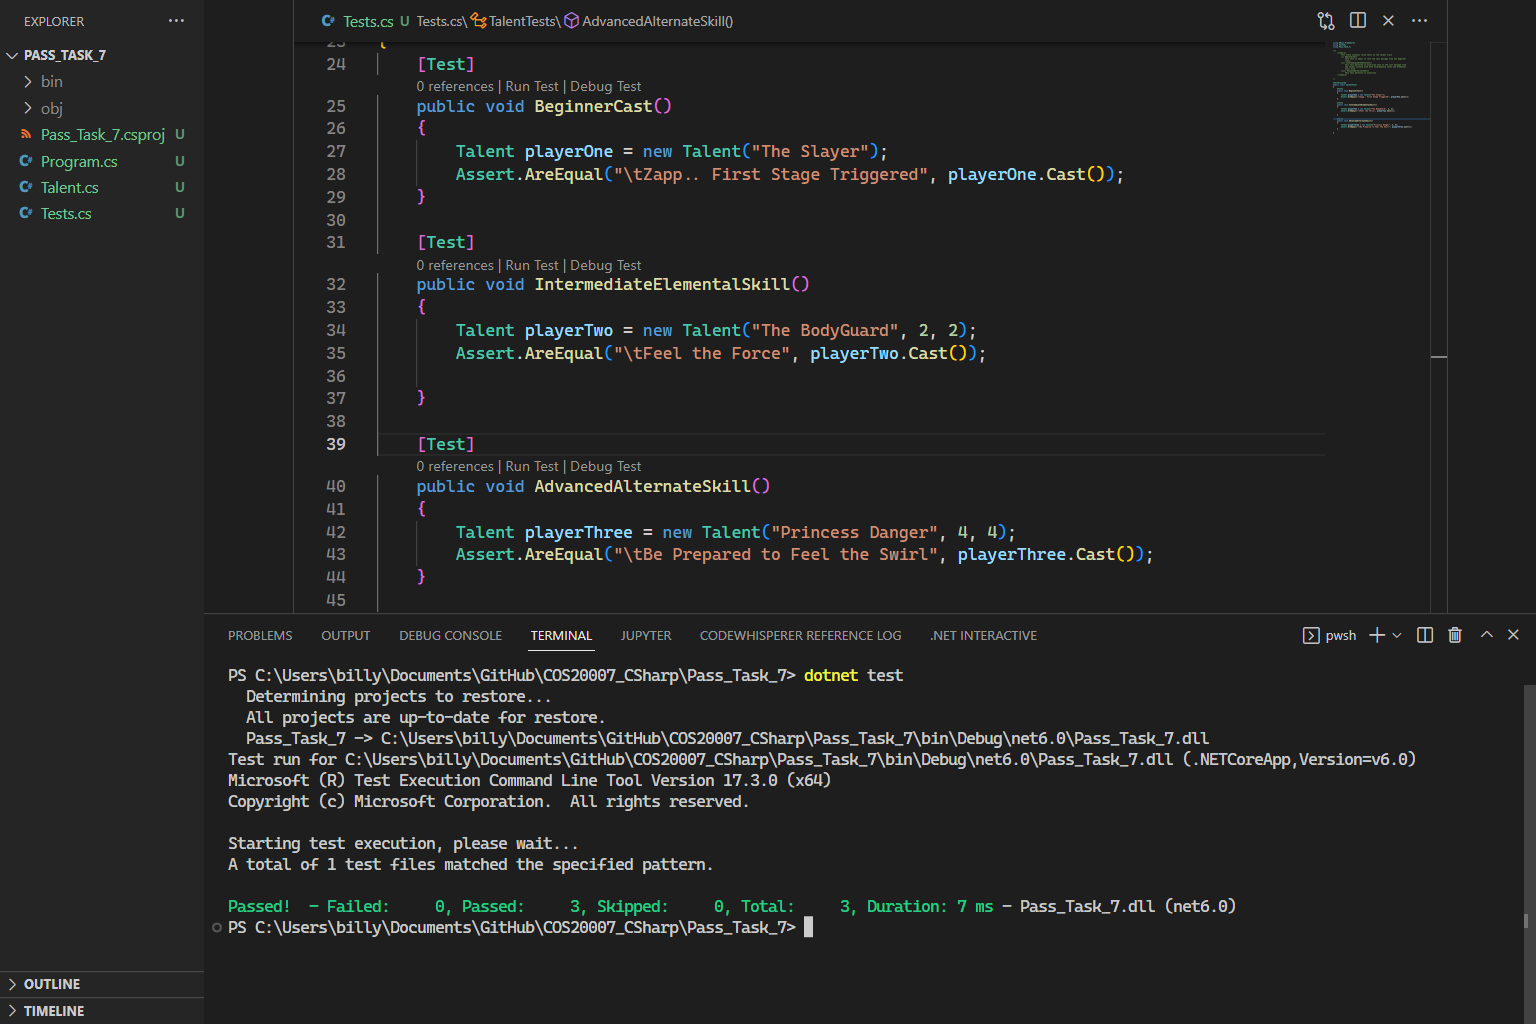 EXPLORER
PASS_TASK_7
bin
obj
Pass_Task_7.csproj U
Program.cs U
Talent.cs U
Tests.cs U
OUTLINE
TIMELINE
Tests.cs U Tests.cs\ TalentTests\ AdvancedAlternateSkill()
23 {
24 [Test]
0 references | Run Test | Debug Test
25 public void BeginnerCast()
26 {
27 Talent playerOne = new Talent("The Slayer");
28 Assert.AreEqual("\tZapp.. First Stage Triggered", playerOne.Cast());
29 }
30
31 [Test]
0 references | Run Test | Debug Test
32 public void IntermediateElementalSkill()
33 {
34 Talent playerTwo = new Talent("The BodyGuard", 2, 2);
35 Assert.AreEqual("\tFeel the Force", playerTwo.Cast());
36
37 }
38
39 [Test]
0 references | Run Test | Debug Test
40 public void AdvancedAlternateSkill()
41 {
42 Talent playerThree = new Talent("Princess Danger", 4, 4);
43 Assert.AreEqual("\tBe Prepared to Feel the Swirl", playerThree.Cast());
44 }
45
PROBLEMS OUTPUT DEBUG CONSOLE TERMINAL JUPYTER CODEWHISPERER REFERENCE LOG .NET INTERACTIVE
pwsh
PS C:\Users\billy\Documents\GitHub\COS20007_CSharp\Pass_Task_7> dotnet test
Determining projects to restore...
All projects are up-to-date for restore.
Pass_Task_7 -> C:\Users\billy\Documents\GitHub\COS20007_CSharp\Pass_Task_7\bin\Debug\net6.0\Pass_Task_7.dll
Test run for C:\Users\billy\Documents\GitHub\COS20007_CSharp\Pass_Task_7\bin\Debug\net6.0\Pass_Task_7.dll (.NETCoreApp,Version=v6.0)
Microsoft (R) Test Execution Command Line Tool Version 17.3.0 (x64)
Copyright (c) Microsoft Corporation. All rights reserved.
Starting test execution, please wait...
A total of 1 test files matched the specified pattern.
Passed! - Failed: 0, Passed: 3, Skipped: 0, Total: 3, Duration: 7 ms - Pass_Task_7.dll (net6.0)
PS C:\Users\billy\Documents\GitHub\COS20007_CSharp\Pass_Task_7>